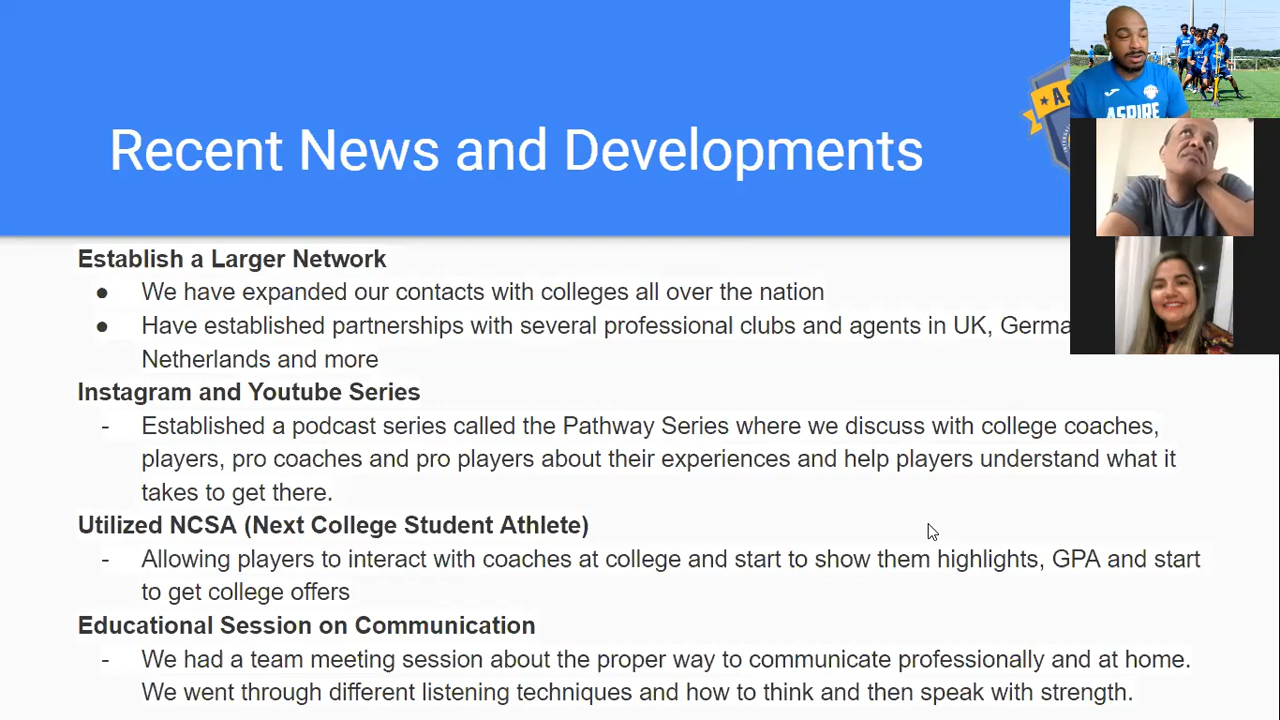 Recent News and Developments
ASPIRE
Establish a Larger Network
● We have expanded our contacts with colleges all over the nation
● Have established partnerships with several professional clubs and agents in UK,
Netherlands and more
Instagram and Youtube Series
- Established a podcast series called the Pathway Series where we discuss with college coaches,
players, pro coaches and pro players about their experiences and help players understand what it
takes to get there.
Utilized NCSA (Next College Student Athlete)
- Allowing players to interact with coaches at college and start to show them highlights, GPA and start
to get college offers
Educational Session on Communication
- We had a team meeting session about the proper way to communicate professionally and at home.
We went through different listening techniques and how to think and then speak with strength.